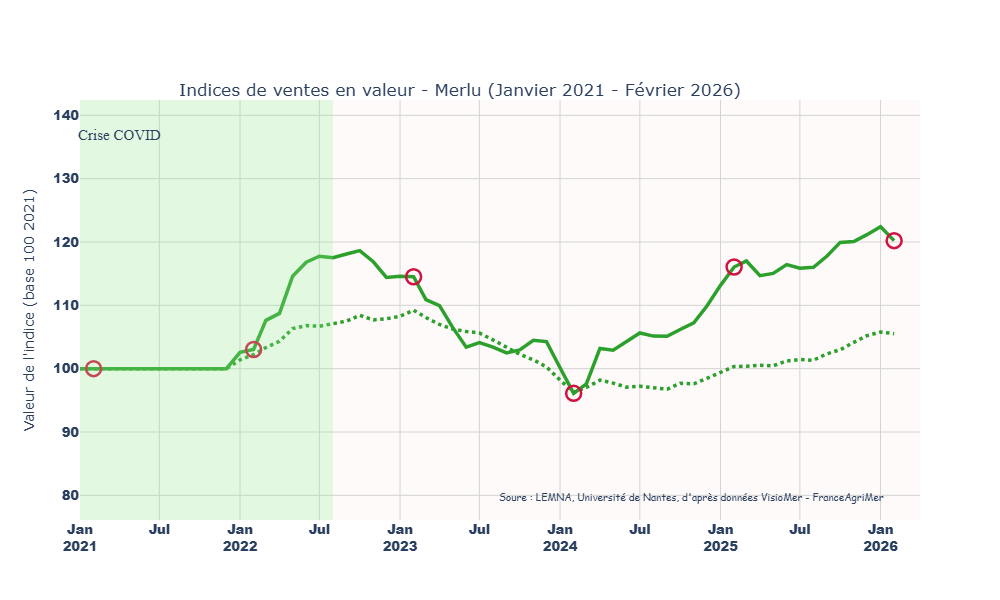 Indices de ventes en valeur - Merlu (Janvier 2021 - Février 2026)
Valeur de l'indice (base 100 2021)
140
Crise COVID
130
120
110
100
90
80
Soure : LEMNA, Université de Nantes, d'après données VisioMer - FranceAgriMer
Jan Jul Jan Jul Jan Jul Jan Jul Jan Jul Jan
2021 2022 2023 2024 2025 2026